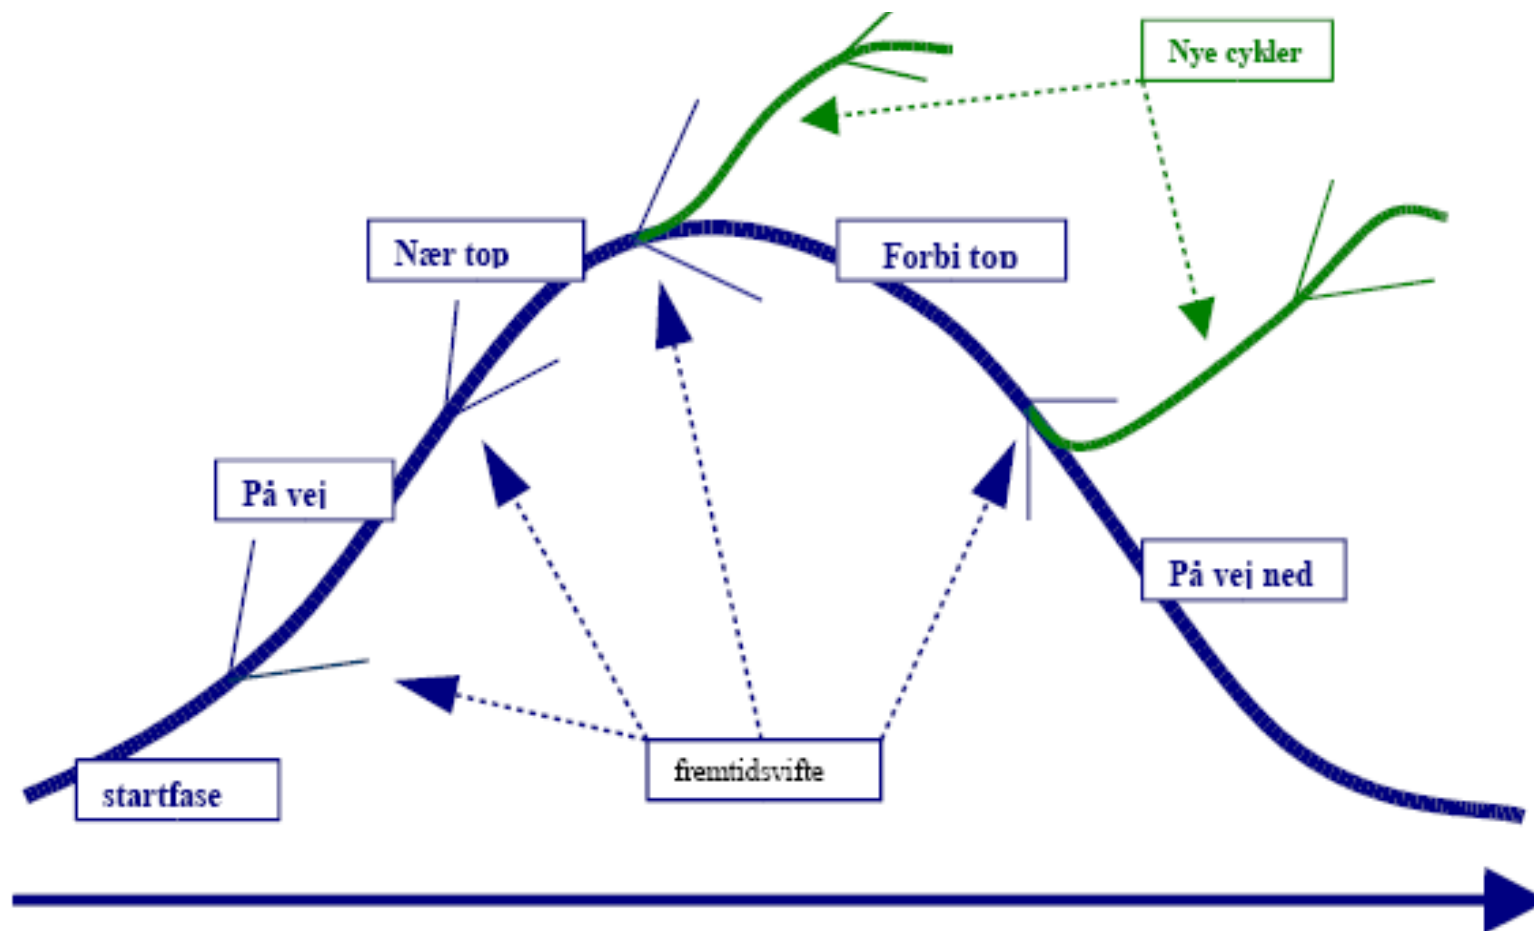 Nye cykler
Nær top
Forbi top
På vej
På vej ned
fremtidsvifte
startfase